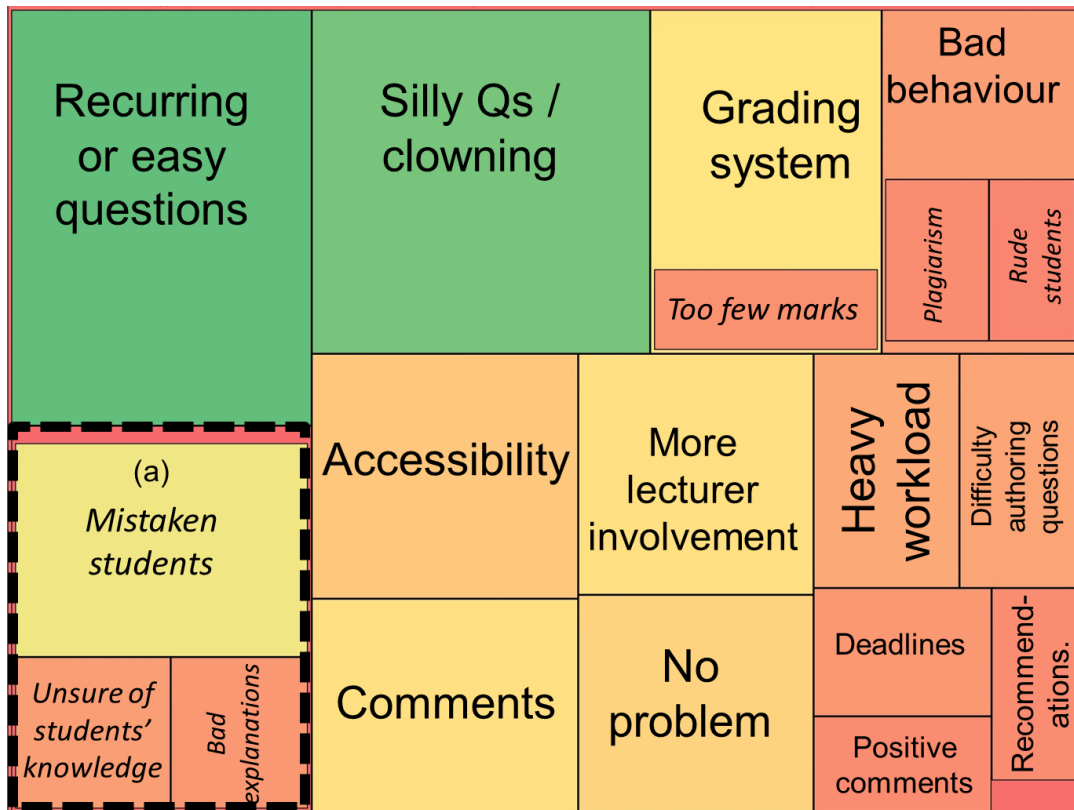 Recurring
or easy
questions
Silly Qs /
clowning
Grading
system
Too few marks
Bad
behaviour
Plagiarism
Rude
students
(a)
Mistaken
students
Unsure of
students’
knowledge
Bad
explanations
Accessibility
More
lecturer
involvement
Heavy
workload
Difficulty
authoring
questions
Comments
No
problem
Deadlines
Positive
comments
Recommend-
ations.